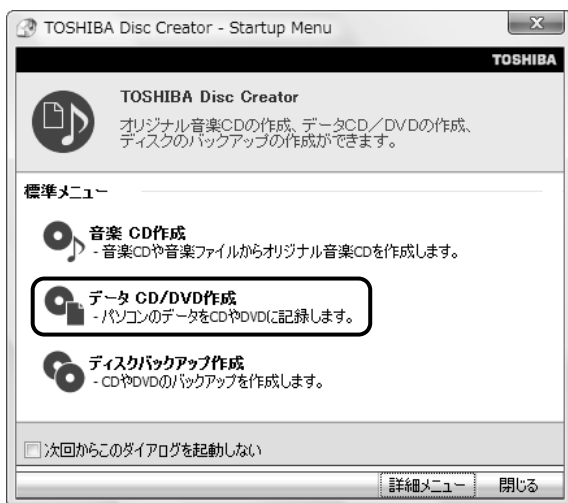 TOSHIBA Disc Creator - Startup Menu
TOSHIBA
TOSHIBA Disc Creator
オリジナル音楽CDの作成、データCD/DVDの作成、
ディスクのバックアップの作成ができます。
標準メニュー
音楽 CD作成
- 音楽CDや音楽ファイルからオリジナル音楽CDを作成します。
データ CD/DVD作成
- パソコンのデータをCDやDVDに記録します。
ディスクバックアップ作成
- CDやDVDのバックアップを作成します。
次回からこのダイアログを起動しない
詳細メニュー 閉じる